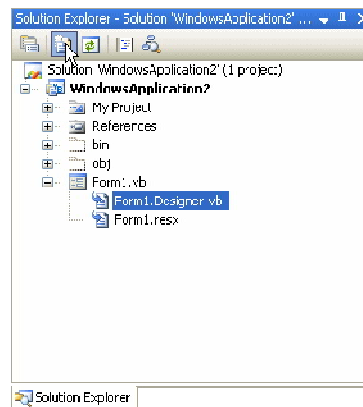 Solution Explorer - Solution 'WindowsApplication2' ...
Solution 'WindowsApplication2' (1 project)
WindowsApplication2
My Project
References
bin
obj
Form1.vb
Form1.Designer.vb
Form1.resx
Solution Explorer